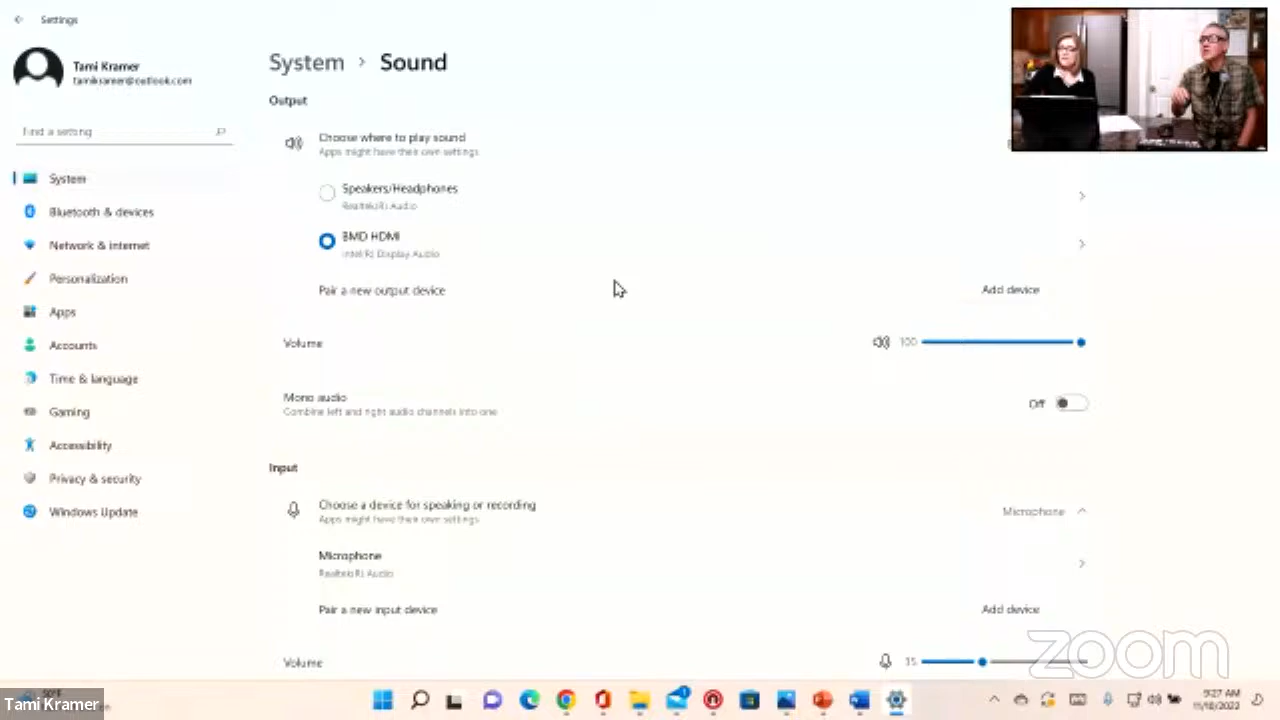 Settings
Tami Kramer
tamikramer@outlook.com
Find a setting
System
Bluetooth & devices
Network & internet
Personalization
Apps
Accounts
Time & language
Gaming
Accessibility
Privacy & security
Windows Update
System > Sound
Output
Choose where to play sound
Apps might have their own settings
Speakers/Headphones
Realtek(R) Audio
BMD HDMI
Intel(R) Display Audio
Pair a new output device
Add device
Volume
100
Mono audio
Combine left and right audio channels into one
Off
Input
Choose a device for speaking or recording
Apps might have their own settings
Microphone
Microphone
Realtek(R) Audio
Pair a new input device
Add device
Volume
35
zoom
50°F
Tami Kramer
9:27 AM